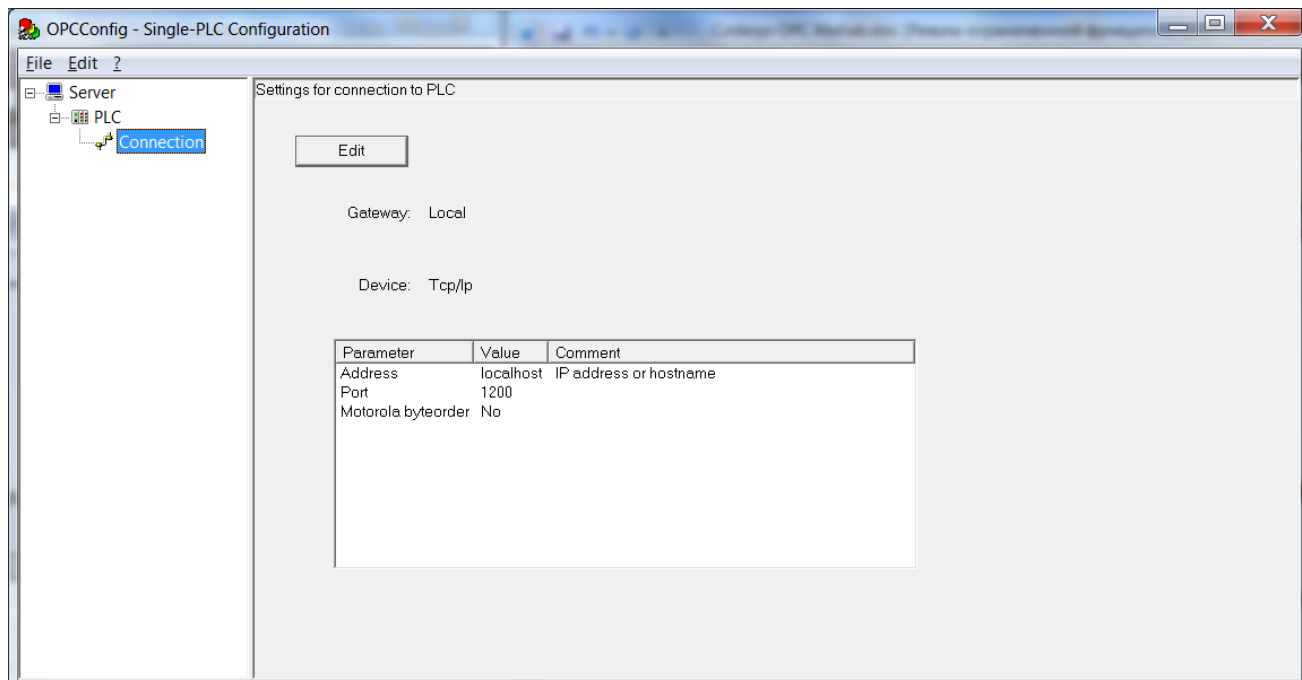 OPCConfig - Single-PLC Configuration
File Edit ?
Server
PLC
Connection
Settings for connection to PLC
Edit
Gateway: Local
Device: Tcp/Ip
Parameter Value Comment
Address localhost IP address or hostname
Port 1200
Motorola byteorder No